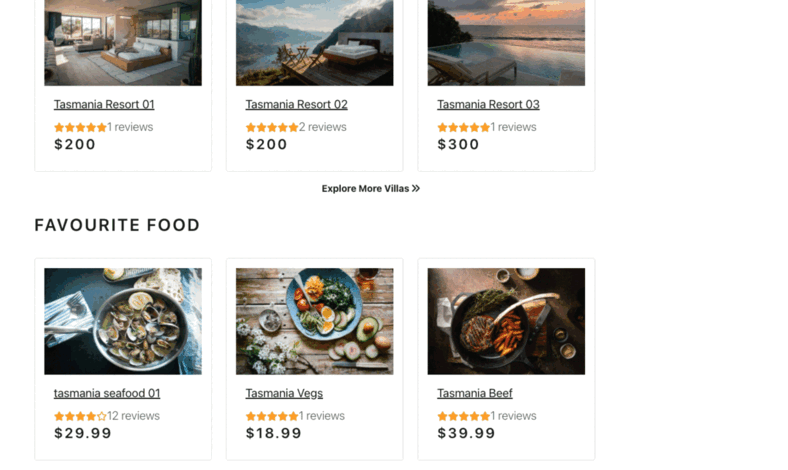 Tasmania Resort 01
1 reviews
$200
Tasmania Resort 02
2 reviews
$200
Tasmania Resort 03
1 reviews
$300
Explore More Villas
FAVOURITE FOOD
tasmania seafood 01
12 reviews
$29.99
Tasmania Vegs
1 reviews
$18.99
Tasmania Beef
1 reviews
$39.99